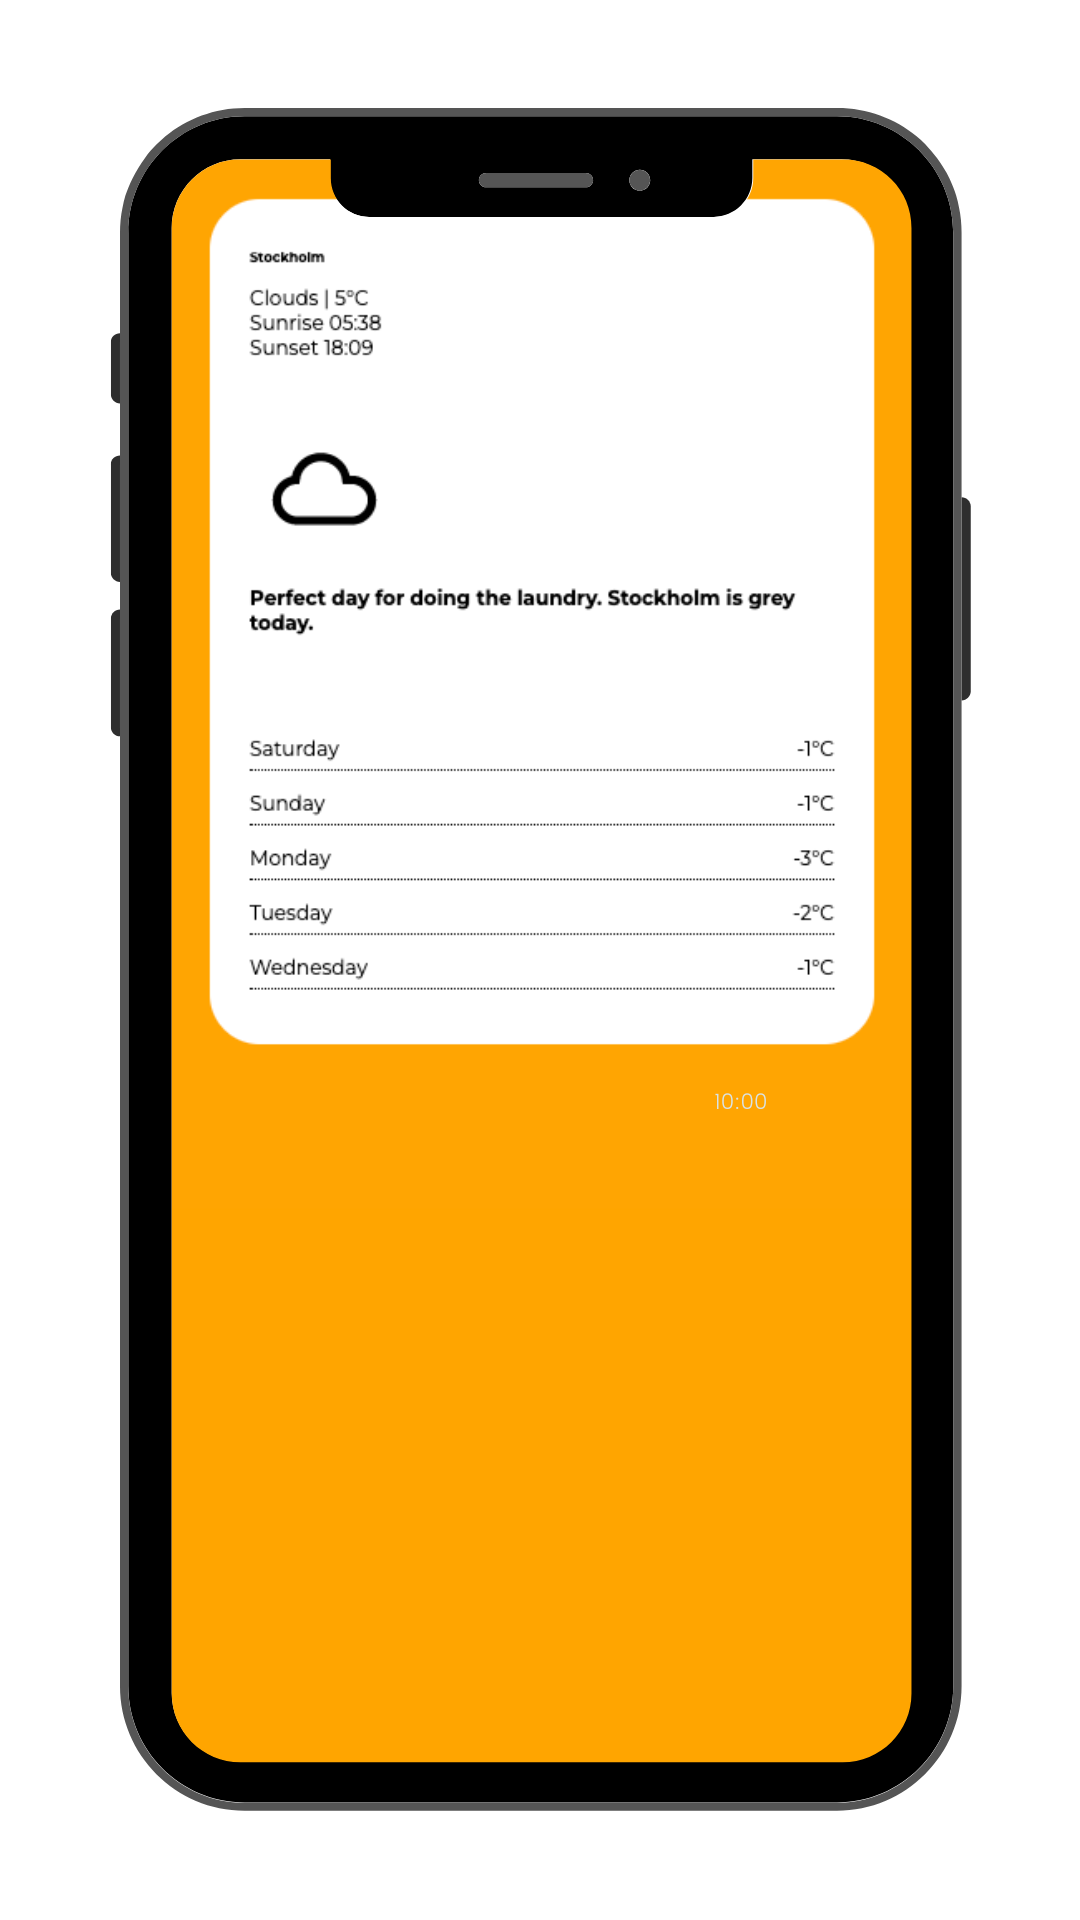 Stockholm
Clouds | 5°C
Sunrise 05:38
Sunset 18:09
Perfect day for doing the laundry. Stockholm is grey
today.
Saturday -1°C
Sunday -1°C
Monday -3°C
Tuesday -2°C
Wednesday -1°C
10:00